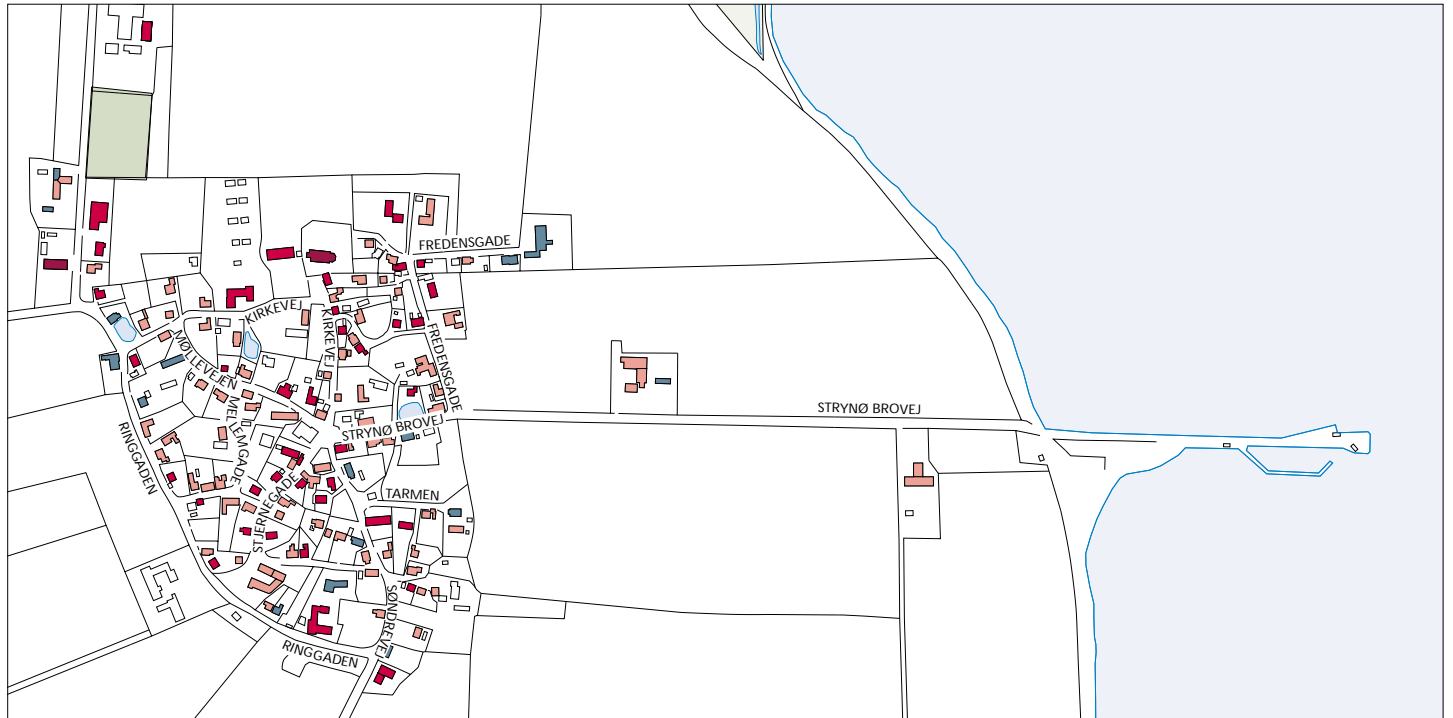 FREDENSGADE
KIRKEVEJ
KIRKEVEJ
MØLLEVEJEN
FREDENSGADE
MELLEMGADE
STRYNØ BROVEJ
STRYNØ BROVEJ
RINGGADEN
STJERNEGADE
TARMEN
SØNDREVEJ
RINGGADEN